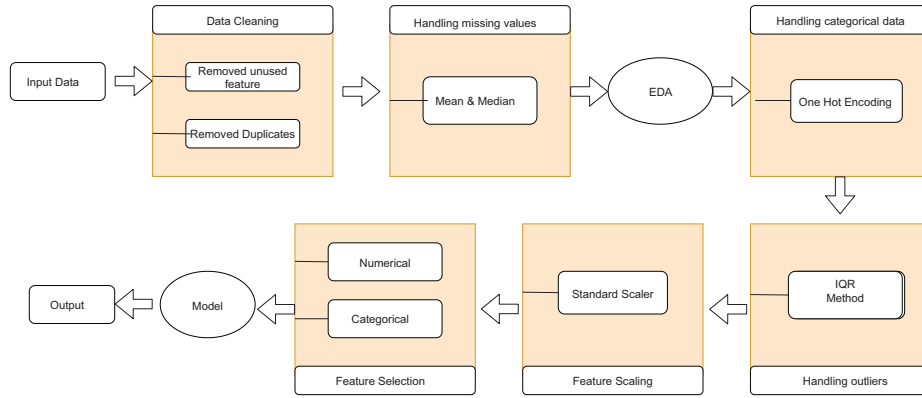 Data Cleaning
Handling missing values
Handling categorical data
Input Data
Removed unused
feature
Removed Duplicates
Mean & Median
EDA
One Hot Encoding
Output
Model
Numerical
Categorical
Feature Selection
Standard Scaler
Feature Scaling
IQR
Method
Handling outliers